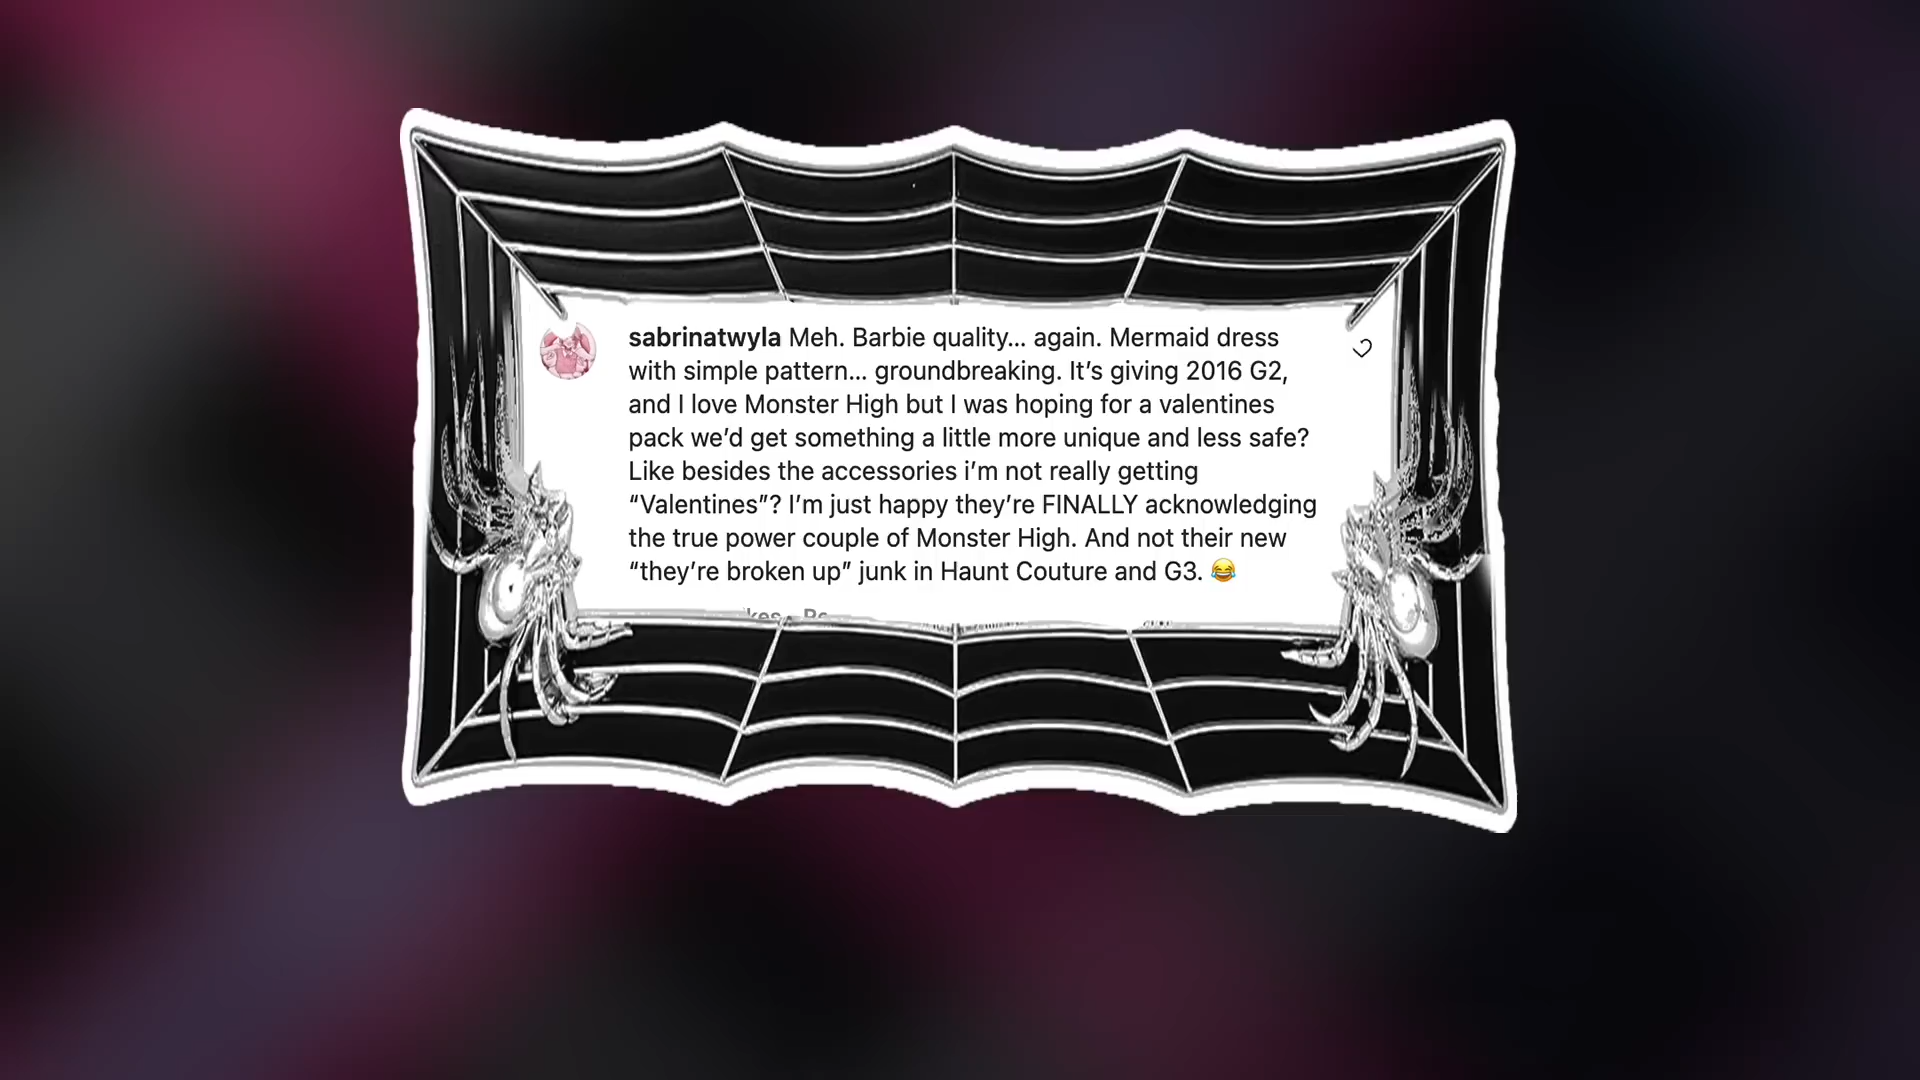 sabrinatwyla Meh. Barbie quality... again. Mermaid dress
with simple pattern... groundbreaking. It’s giving 2016 G2,
and I love Monster High but I was hoping for a valentines
pack we’d get something a little more unique and less safe?
Like besides the accessories i’m not really getting
“Valentines”? I’m just happy they’re FINALLY acknowledging
the true power couple of Monster High. And not their new
“they’re broken up” junk in Haunt Couture and G3. 😂